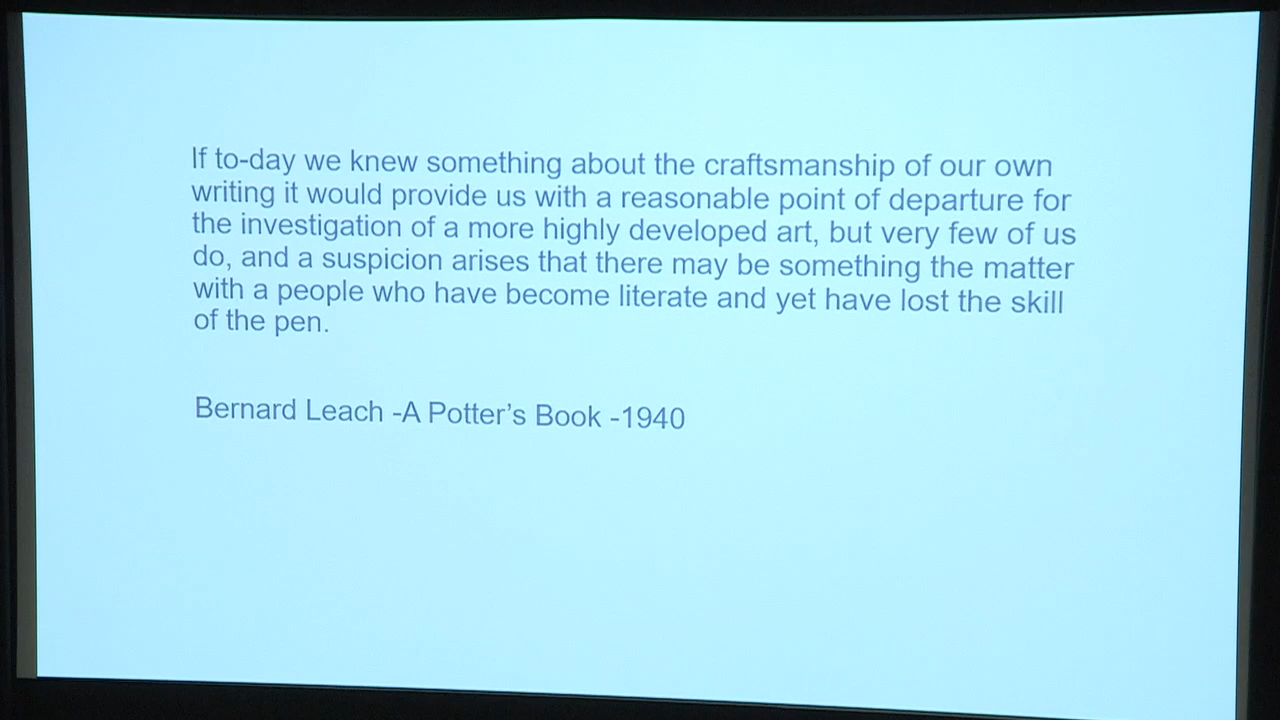 If to-day we knew something about the craftsmanship of our own
writing it would provide us with a reasonable point of departure for
the investigation of a more highly developed art, but very few of us
do, and a suspicion arises that there may be something the matter
with a people who have become literate and yet have lost the skill
of the pen.
Bernard Leach -A Potter’s Book -1940